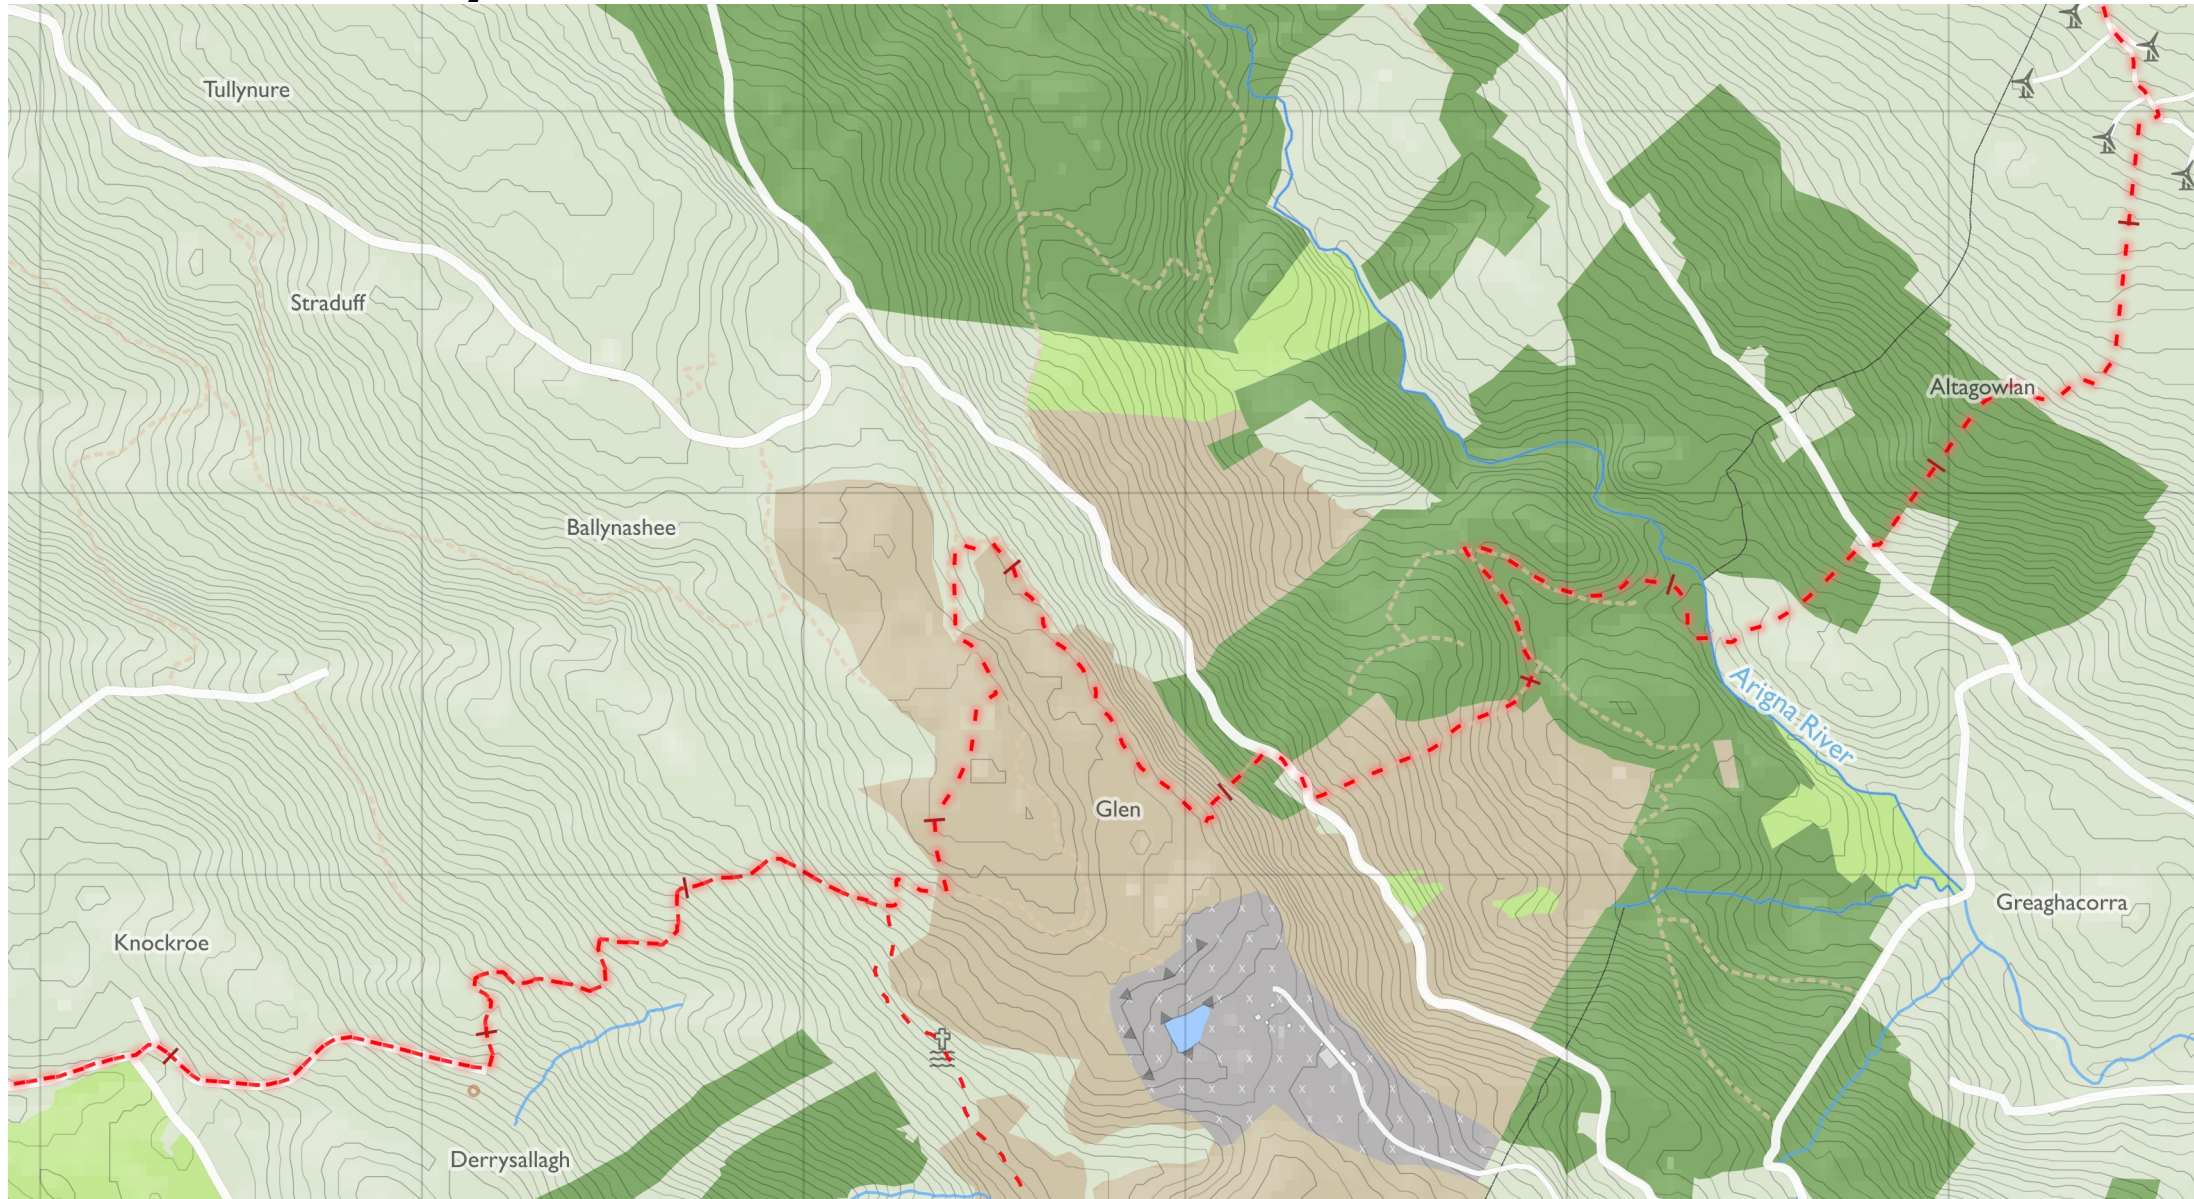 Tullynure
Straduff
Altagowlan
Ballynashee
Arigna River
Glen
Greaghacorra
Knockroe
Derrysallagh